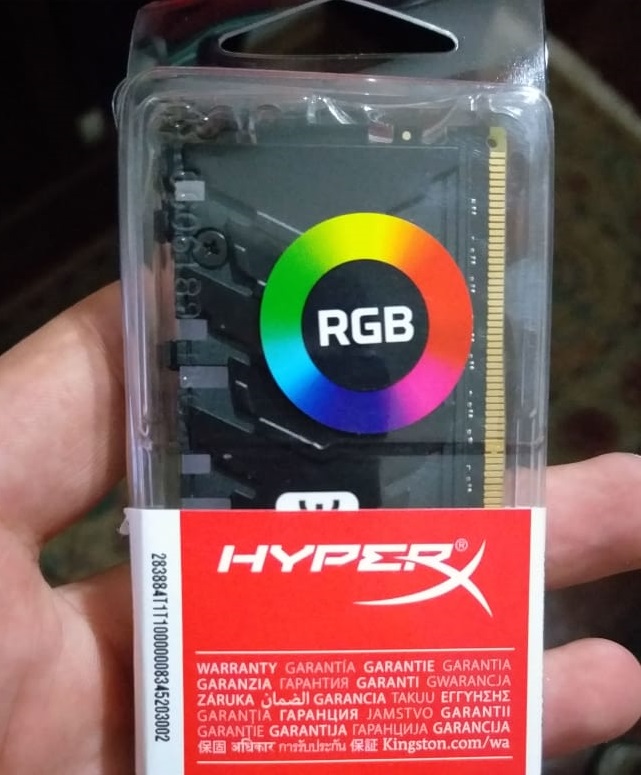 RGB
HYPERX®
283884T1T10000008345203002
WARRANTY GARANTÍA GARANTIE GARANTIA
GARANZIA ГАРАНТИЯ GARANTI GWARANCJA
ZÁRUKA الضمان GARANCIA TAKUU ΕΓΓΥΗΣΗΣ
GARANȚIA ГАРАНЦИЯ JAMSTVO GARANTII
GARANTIE GARANTIJA ГАРАНЦИЈА GARANCIJA
保固 अधिकार การรับประกัน 保証 Kingston.com/wa